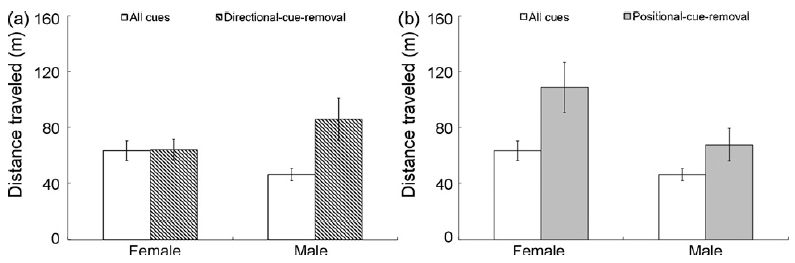 (a)
All cues
Directional-cue-removal
Distance traveled (m)
160
120
80
40
0
Female
Male
(b)
All cues
Positional-cue-removal
Distance traveled (m)
160
120
80
40
0
Female
Male